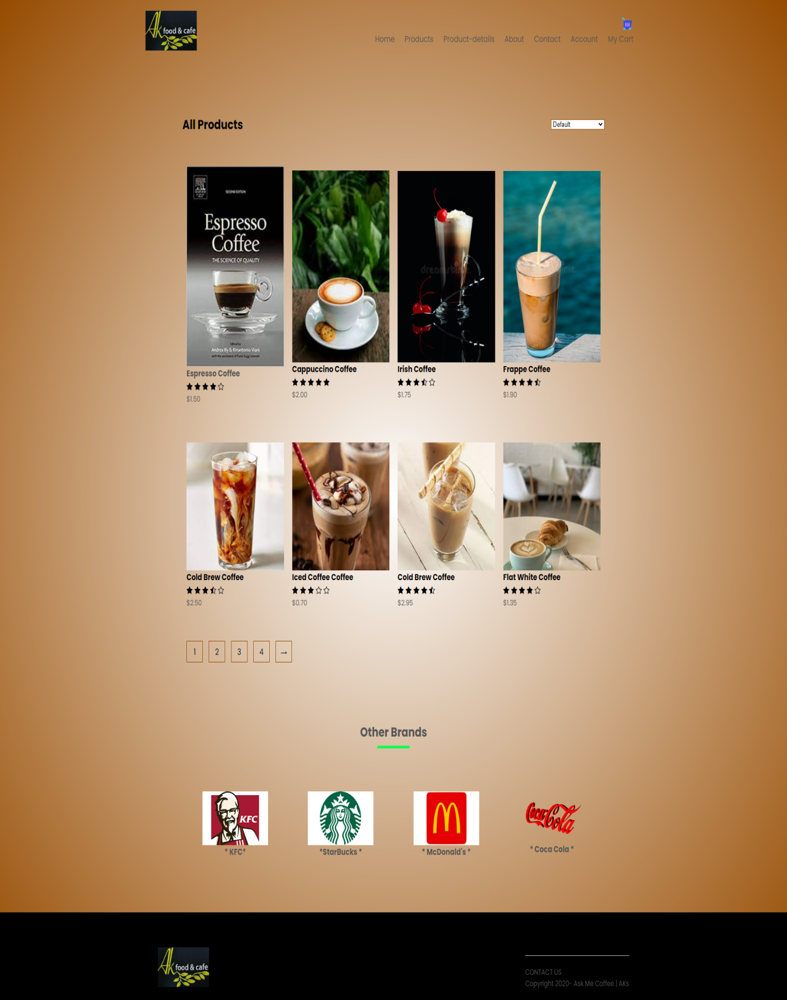 Ak food & cafe
Home Products Product-details About Contact Account My Cart
All Products
Default
SECOND EDITION
Espresso
Coffee
THE SCIENCE OF QUALITY
Edited by
Andrea Illy & Rinantonio Viani
with the assistance of Furio Suggi Liverani
dreamstime.
me.
Espresso Coffee
$1.50
Cappuccino Coffee
$2.00
Irish Coffee
$1.75
Frappe Coffee
$1.90
Cold Brew Coffee
$2.50
Iced Coffee Coffee
$0.70
Cold Brew Coffee
$2.95
Flat White Coffee
$1.35
1 2 3 4 →
Other Brands
KFC
* KFC*
*StarBucks *
* McDonald's *
Coca-Cola
* Coca Cola *
Ak food & cafe
CONTACT US
Copyright 2020- Ask Me Coffee | AKs